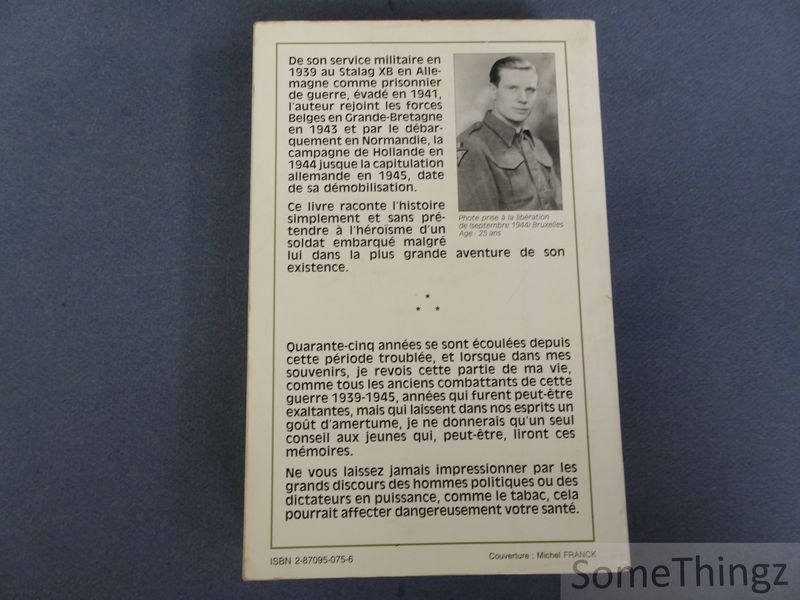 De son service militaire en
1939 au Stalag XB en Alle-
magne comme prisonnier
de guerre, évadé en 1941,
l'auteur rejoint les forces
Belges en Grande-Bretagne
en 1943 et par le débar-
quement en Normandie, la
campagne de Hollande en
1944 jusque la capitulation
allemande en 1945, date
de sa démobilisation.
Ce livre raconte l'histoire
simplement et sans pré-
tendre à l'héroïsme d'un
soldat embarqué malgré
lui dans la plus grande aventure de son
existence.
Phote prise à la libération
de (septembre 1944) Bruxelles
Age : 25 ans
*
* *
Quarante-cinq années se sont écoulées depuis
cette période troublée, et lorsque dans mes
souvenirs, je revois cette partie de ma vie,
comme tous les anciens combattants de cette
guerre 1939-1945, années qui furent peut-être
exaltantes, mais qui laissent dans nos esprits un
goût d'amertume, je ne donnerais qu'un seul
conseil aux jeunes qui, peut-être, liront ces
mémoires.
Ne vous laissez jamais impressionner par les
grands discours des hommes politiques ou des
dictateurs en puissance, comme le tabac, cela
pourrait affecter dangereusement votre santé.
ISBN 2-87095-075-6
Couverture : Michel FRANCK
SomeThingz